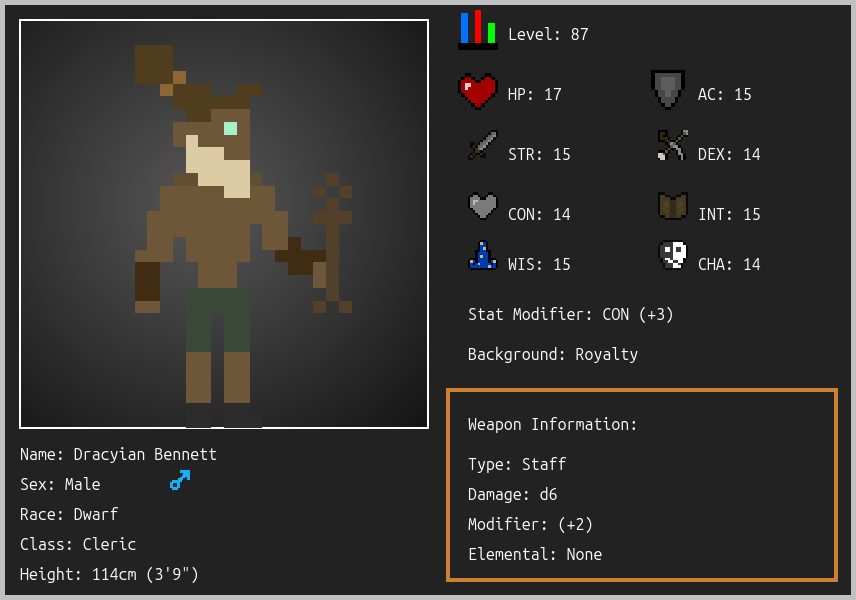 Level: 87
HP: 17
AC: 15
STR: 15
DEX: 14
CON: 14
INT: 15
WIS: 15
CHA: 14
Stat Modifier: CON (+3)
Background: Royalty
Weapon Information:
Type: Staff
Damage: d6
Modifier: (+2)
Elemental: None
Name: Dracyian Bennett
Sex: Male
Race: Dwarf
Class: Cleric
Height: 114cm (3'9")